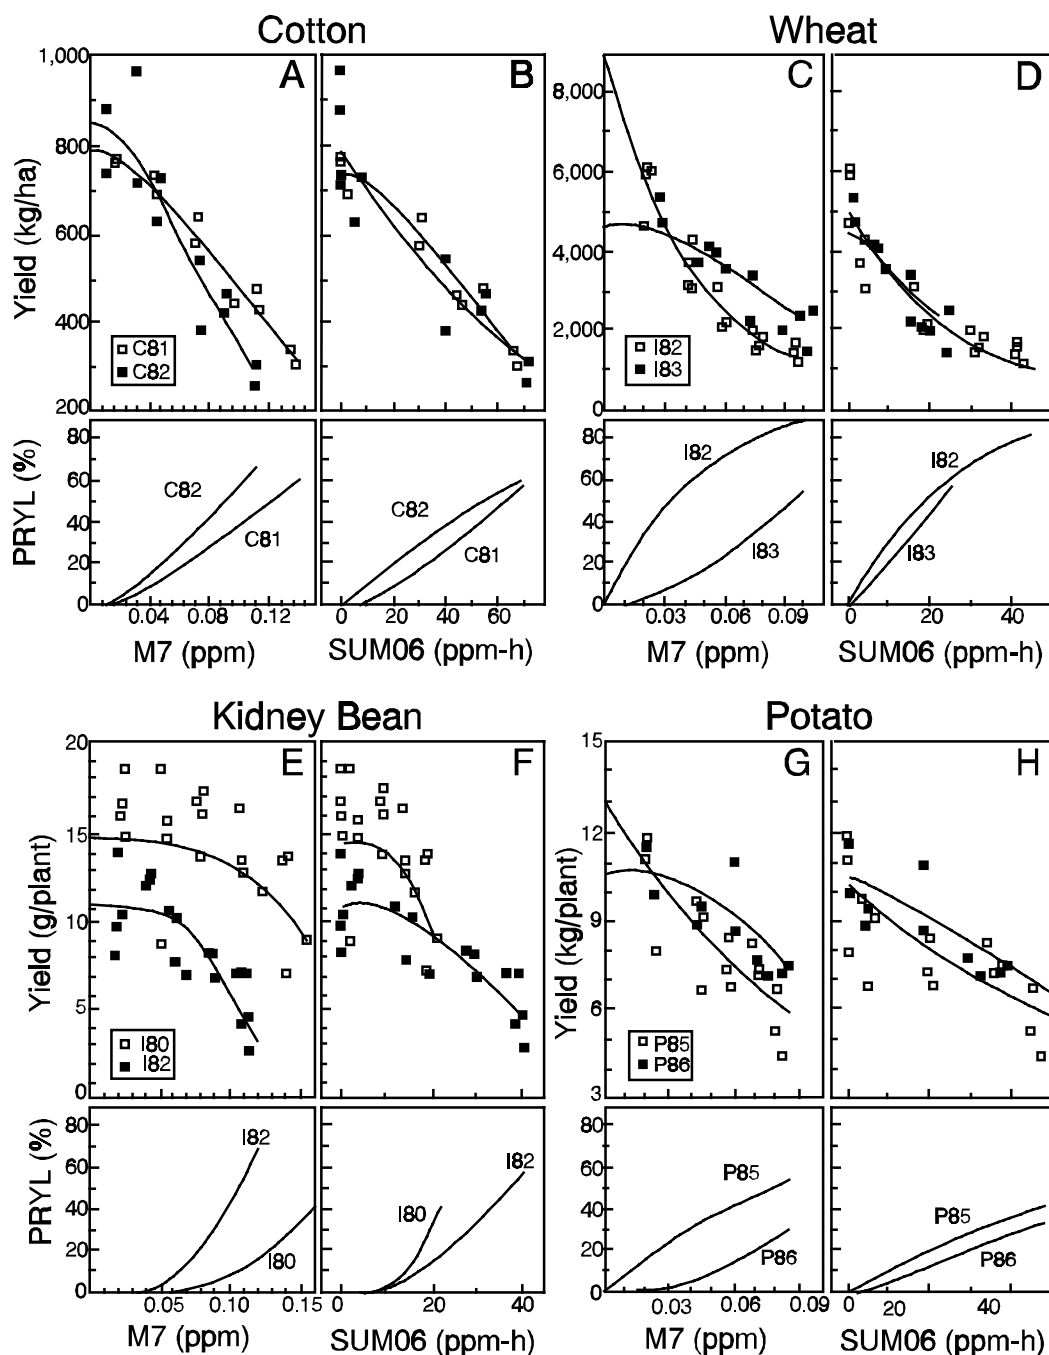 Cotton
Wheat
A
B
C
D
Yield (kg/ha)
1,000
800
600
400
200
8,000
6,000
4,000
2,000
0
C81
C82
I82
I83
PRYL (%)
80
60
40
20
0
C82
C81
C82
C81
I82
I83
I82
I83
0.04
0.08
0.12
0
20
40
60
80
0.03
0.06
0.09
0
20
40
M7 (ppm)
SUM06 (ppm-h)
M7 (ppm)
SUM06 (ppm-h)
Kidney Bean
Potato
E
F
G
H
Yield (g/plant)
20
15
10
5
0
Yield (kg/plant)
15
12
9
6
3
I80
I82
P85
P86
PRYL (%)
80
60
40
20
0
80
60
40
20
0
I82
I80
I80
I82
P85
P86
P85
P86
0.05
0.10
0.15
0
20
40
0.03
0.06
0.09
0
20
40
M7 (ppm)
SUM06 (ppm-h)
M7 (ppm)
SUM06 (ppm-h)